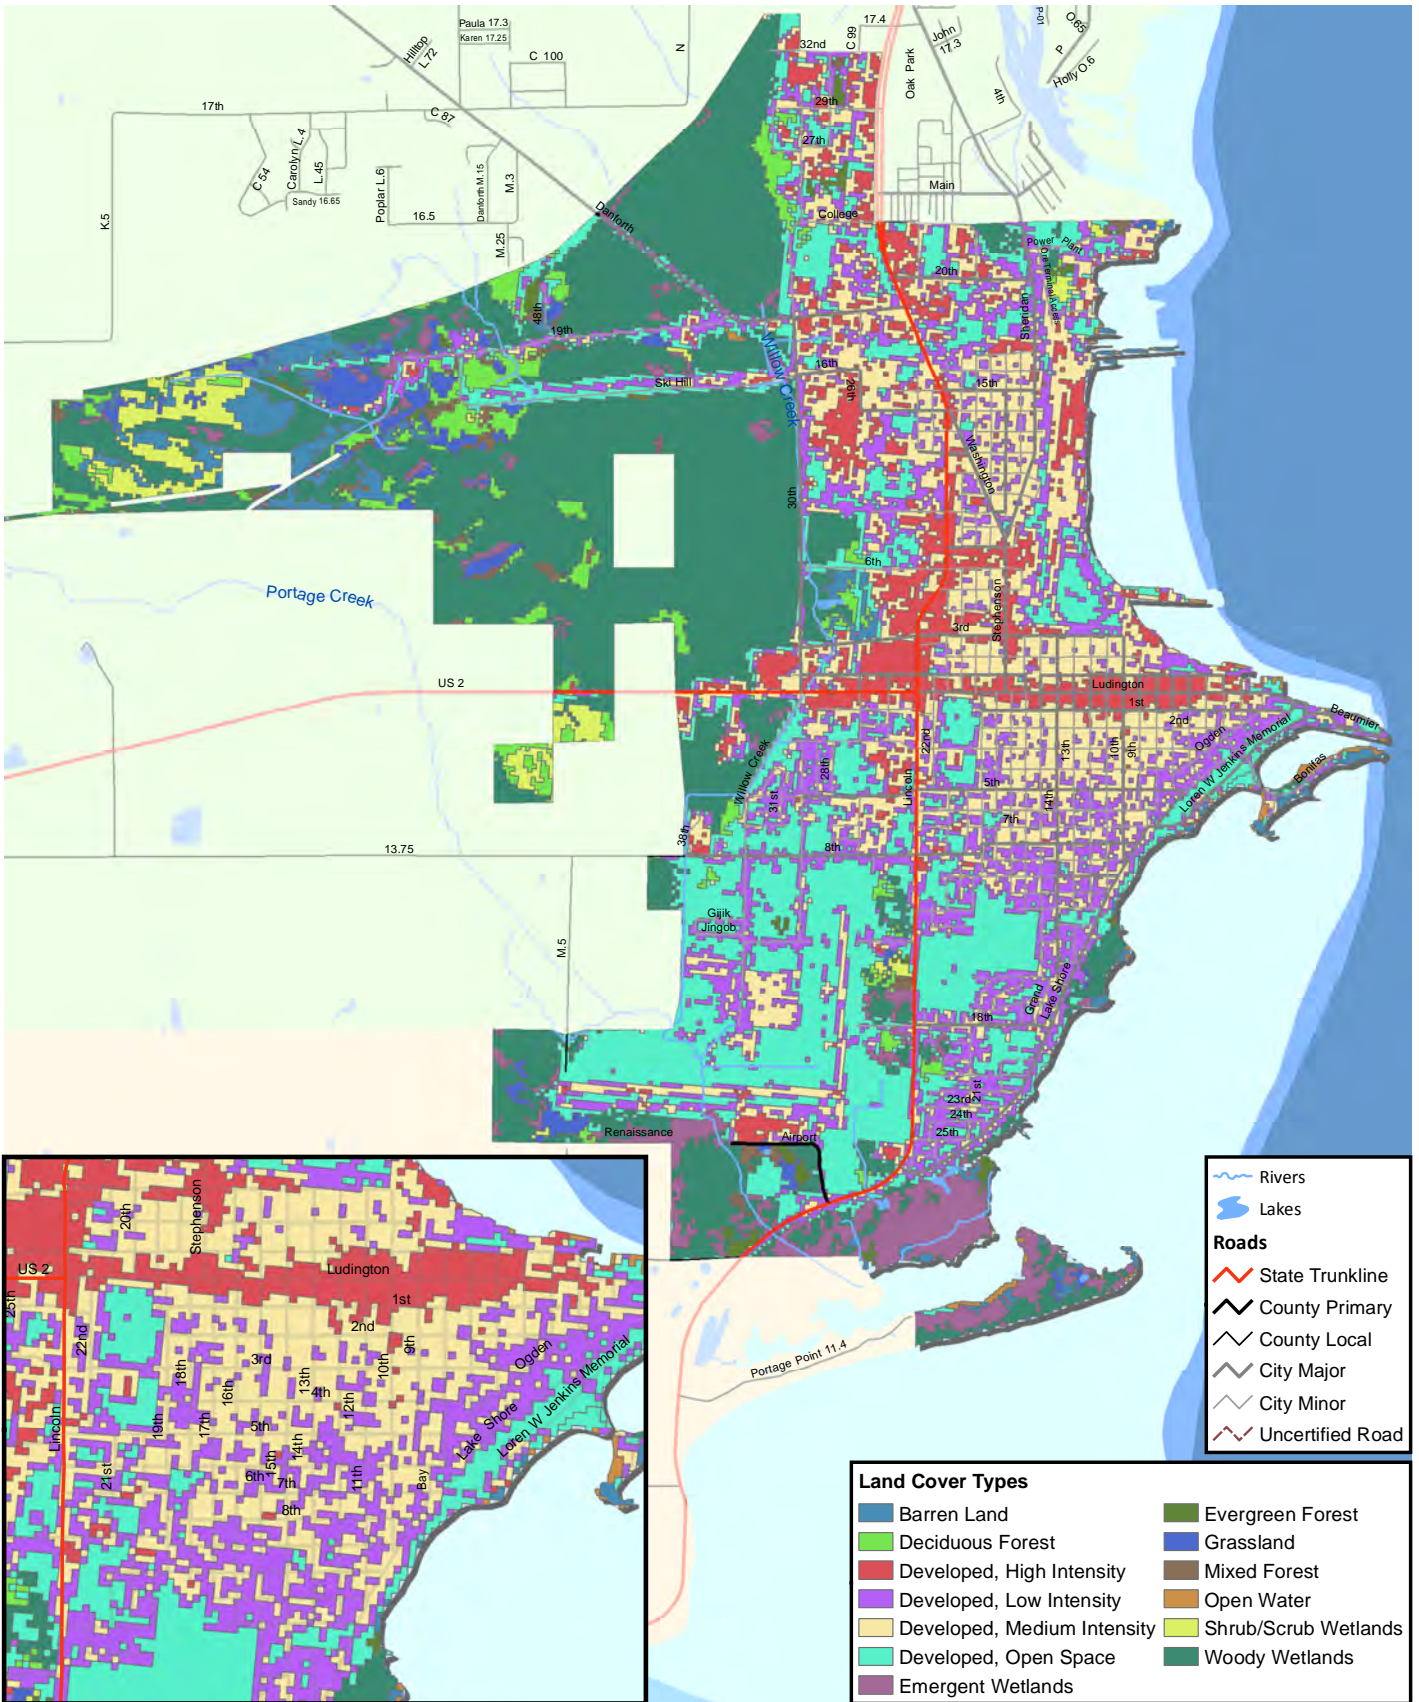 Paula 17.3
Karen 17.25
Hilltop
L.72
C 100
N
32nd
C 99
17.4
Oak Park
John
17.3
P-01
O.65
P
Holly O.6
4th
17th
C 87
29th
27th
C 54
Carolyn L.4
L.45
Sandy 16.65
Poplar L.6
Danforth M.15
M.3
16.5
M.25
K.5
Danforth
Main
College
Power Plant
Ore Terminal Access
20th
Sheridan
48th
19th
Willow Creek
16th
26th
15th
Ski Hill
Washington
30th
6th
Portage Creek
Stephenson
3rd
US 2
Ludington
1st
2nd
Beaumier
Ogden
Loren W Jenkins Memorial
Bonifas
22nd
13th
10th
9th
Willow Creek
28th
31st
Lincoln
5th
14th
7th
38th
13.75
8th
Gijik
Jingob
M.5
Grand
Lake Shore
18th
21st
23rd
24th
25th
Renaissance
Airport
Portage Point 11.4
20th
Stephenson
US 2
Ludington
25th
1st
22nd
2nd
9th
3rd
10th
Ogden
18th
16th
13th
4th
12th
Loren W Jenkins Memorial
Lincoln
19th
17th
5th
14th
Lake Shore
21st
15th
6th
7th
11th
Bay
8th
Rivers
Lakes
Roads
State Trunkline
County Primary
County Local
City Major
City Minor
Uncertified Road
Land Cover Types
Barren Land
Deciduous Forest
Developed, High Intensity
Developed, Low Intensity
Developed, Medium Intensity
Developed, Open Space
Emergent Wetlands
Evergreen Forest
Grassland
Mixed Forest
Open Water
Shrub/Scrub Wetlands
Woody Wetlands